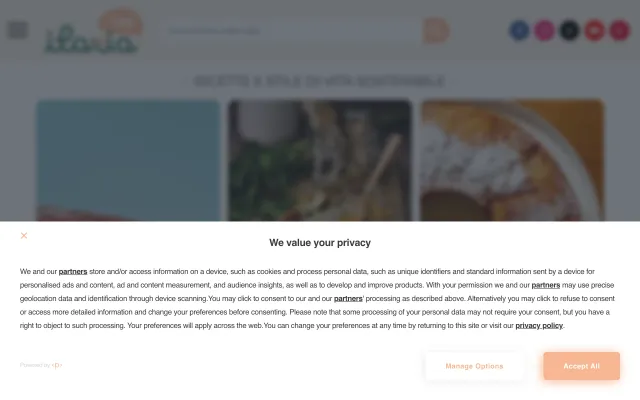 ilaria
RICETTE E STILE DI VITA SOSTENIBILE
We value your privacy
We and our partners store and/or access information on a device, such as cookies and process personal data, such as unique identifiers and standard information sent by a device for
personalised ads and content, ad and content measurement, and audience insights, as well as to develop and improve products. With your permission we and our partners may use precise
geolocation data and identification through device scanning.You may click to consent to our and our partners' processing as described above. Alternatively you may click to refuse to consent
or access more detailed information and change your preferences before consenting. Please note that some processing of your personal data may not require your consent, but you have a
right to object to such processing. Your preferences will apply across the web.You can change your preferences at any time by returning to this site or visit our privacy policy.
Powered by
Manage Options
Accept All